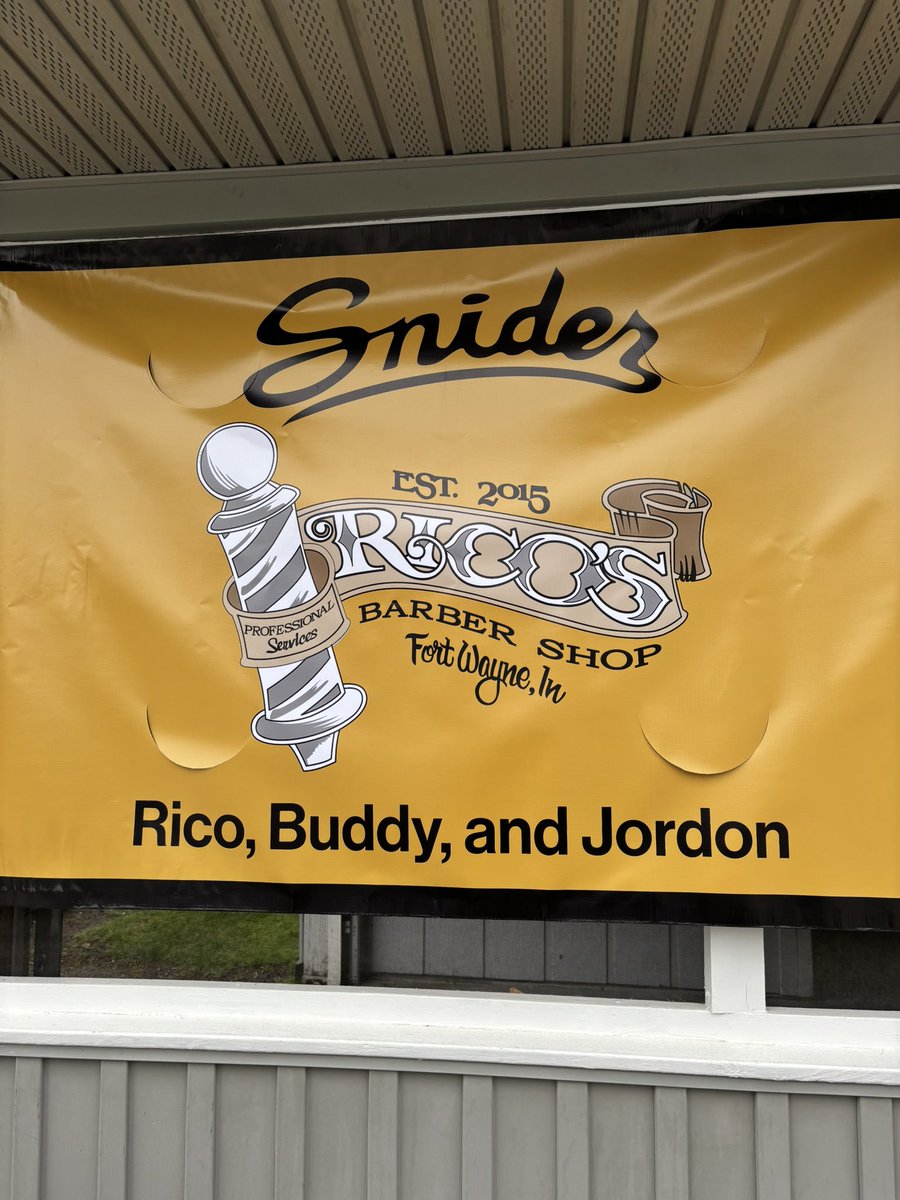 Snider
EST. 2015
RICO'S
PROFESSIONAL
Services
BARBER SHOP
Fort Wayne, In
Rico, Buddy, and Jordon